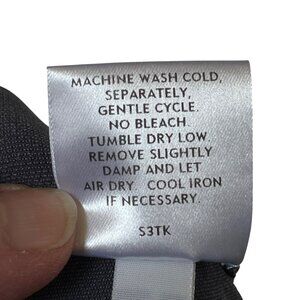 MACHINE WASH COLD,
SEPARATELY,
GENTLE CYCLE.
NO BLEACH.
TUMBLE DRY LOW.
REMOVE SLIGHTLY
DAMP AND LET
AIR DRY. COOL IRON
IF NECESSARY.
S3TK